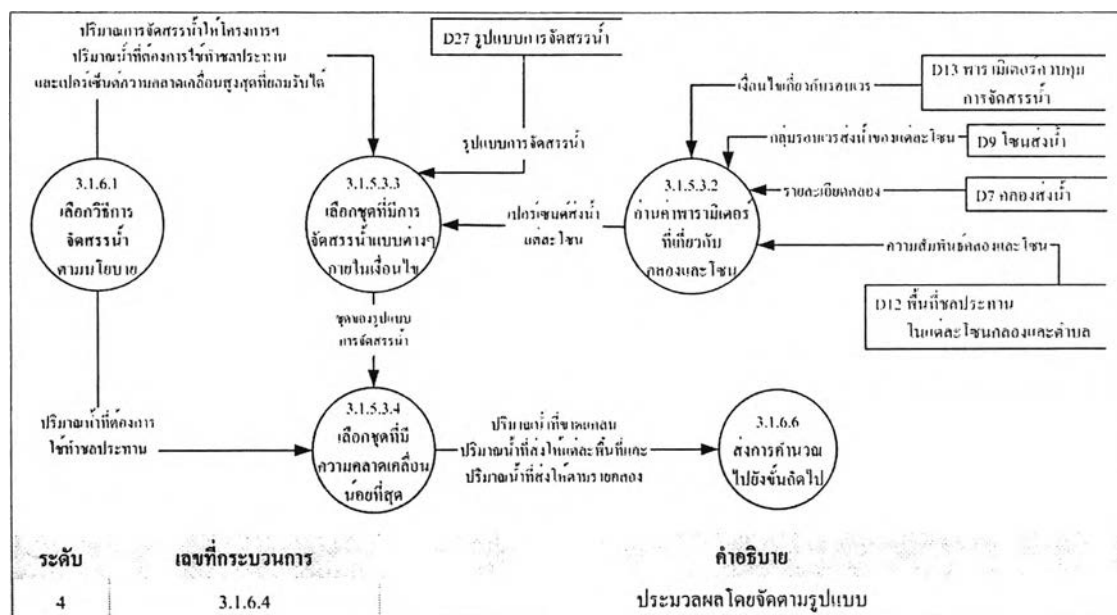 ปริมาณการจัดสรรน้ำให้โครงการฯ
ปริมาณน้ำที่ต้องการใช้ทำชลประทาน
และเปอร์เซ็นต์ความคลาดเคลื่อนสูงสุดที่ยอมรับได้
D27 รูปแบบการจัดสรรน้ำ
D13 พารามิเตอร์ควบคุม
การจัดสรรน้ำ
เงื่อนไขเกี่ยวกับรอบเวร
กลุ่มรอบเวรส่งน้ำของแต่ละโซน
D9 โซนส่งน้ำ
รูปแบบการจัดสรรน้ำ
3.1.6.1
เลือกวิธีการ
จัดสรรน้ำ
ตามนโยบาย
3.1.5.3.3
เลือกชุดที่มีการ
จัดสรรน้ำแบบต่างๆ
ภายในเงื่อนไข
เปอร์เซนต์ส่งน้ำ
แต่ละโซน
3.1.5.3.2
อ่านค่าพารามิเตอร์
ที่เกี่ยวกับ
คลองและโซน
รายละเอียดคลอง
D7 คลองส่งน้ำ
ความสัมพันธ์คลองและโซน
D12 พื้นที่ชลประทาน
ในแต่ละโซนคลองและตำบล
ชุดของรูปแบบ
การจัดสรรน้ำ
ปริมาณน้ำที่ต้องการ
ใช้ทำชลประทาน
3.1.5.3.4
เลือกชุดที่มี
ความคลาดเคลื่อน
น้อยที่สุด
ปริมาณน้ำที่ขาดแคลน
ปริมาณน้ำที่ส่งให้แต่ละพื้นที่และ
ปริมาณน้ำที่ส่งให้ตามรายคลอง
3.1.6.6
ส่งการคำนวณ
ไปยังขั้นถัดไป
ระดับ เลขที่กระบวนการ คำอธิบาย
4 3.1.6.4 ประมวลผลโดยจัดตามรูปแบบ